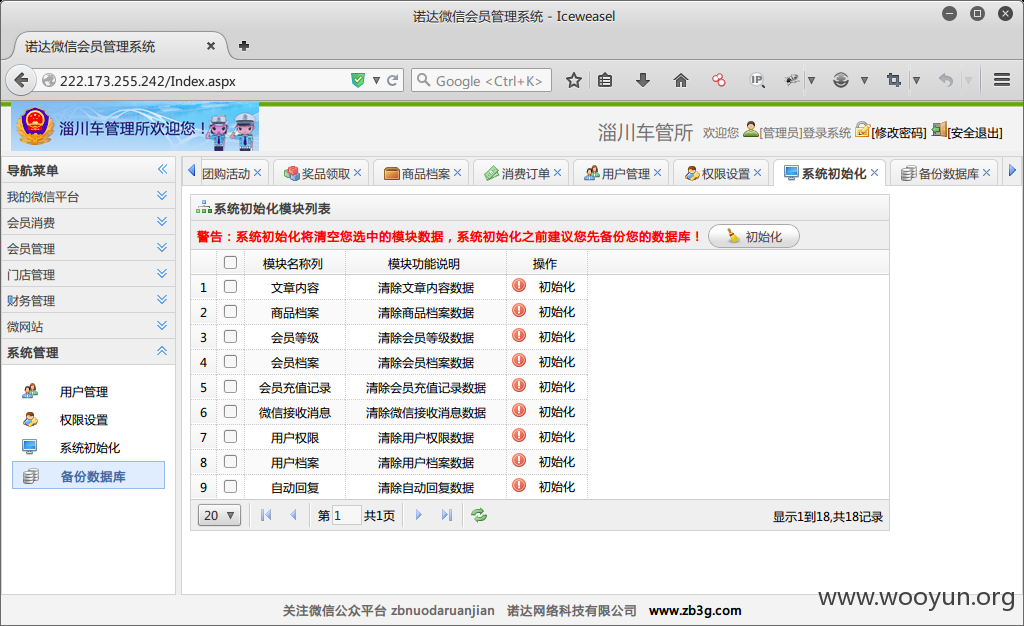 诺达微信会员管理系统 - Iceweasel
诺达微信会员管理系统
222.173.255.242/Index.aspx
Google <Ctrl+K>
IP
淄川车管所欢迎您！
淄川车管所 欢迎您 [管理员]登录系统 [修改密码] [安全退出]
导航菜单
我的微信平台
会员消费
会员管理
门店管理
财务管理
微网站
系统管理
用户管理
权限设置
系统初始化
备份数据库
团购活动 奖品领取 商品档案 消费订单 用户管理 权限设置 系统初始化 备份数据库
系统初始化模块列表
警告：系统初始化将清空您选中的模块数据，系统初始化之前建议您先备份您的数据库！ 初始化
模块名称列 模块功能说明 操作
1 文章内容 清除文章内容数据 初始化
2 商品档案 清除商品档案数据 初始化
3 会员等级 清除会员等级数据 初始化
4 会员档案 清除会员档案数据 初始化
5 会员充值记录 清除会员充值记录数据 初始化
6 微信接收消息 清除微信接收消息数据 初始化
7 用户权限 清除用户权限数据 初始化
8 用户档案 清除用户档案数据 初始化
9 自动回复 清除自动回复数据 初始化
20 第 1 共1页 显示1到18,共18记录
关注微信公众平台 zbnuodaruanjian 诺达网络科技有限公司 www.zb3g.com
www.wooyun.org